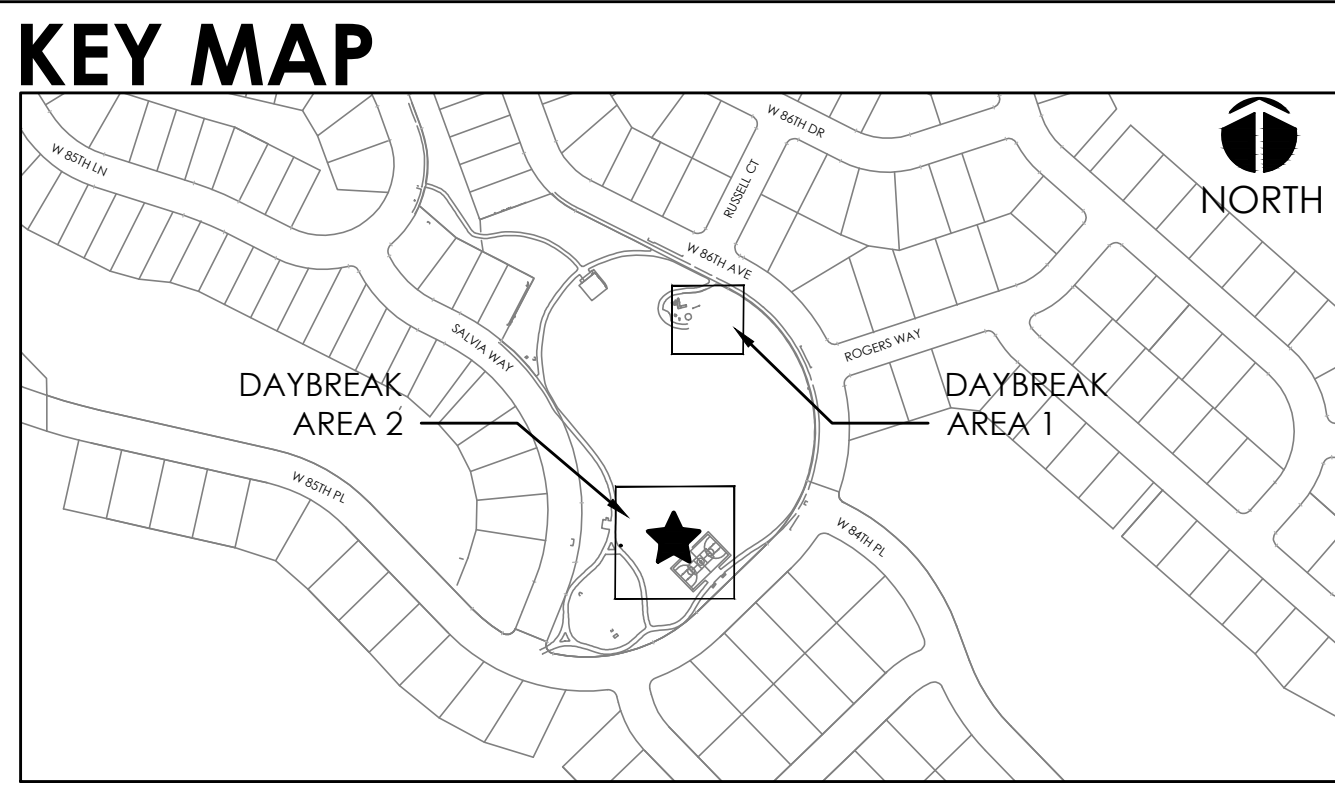 KEY MAP
W 86TH DR
W 85TH LN
RUSSELL CT
NORTH
W 86TH AVE
SALVIA WAY
ROGERS WAY
DAYBREAK
AREA 2
DAYBREAK
AREA 1
W 85TH PL
W 84TH PL